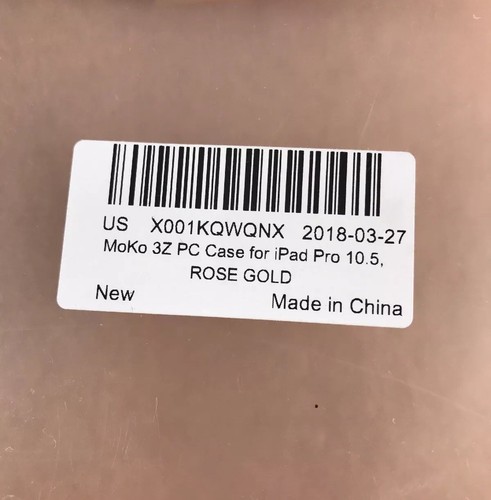 US X001KQWQNX 2018-03-27
MoKo 3Z PC Case for iPad Pro 10.5,
ROSE GOLD
New Made in China